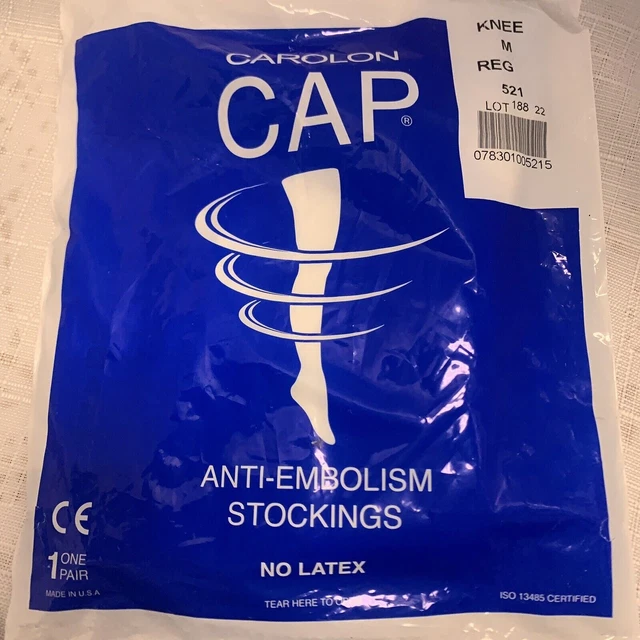 CAROLON
CAP®
KNEE
M
REG
521
LOT 188 22
078301005215
ANTI-EMBOLISM
STOCKINGS
NO LATEX
CE
1 ONE
PAIR
MADE IN U.S.A
TEAR HERE TO
ISO 13485 CERTIFIED